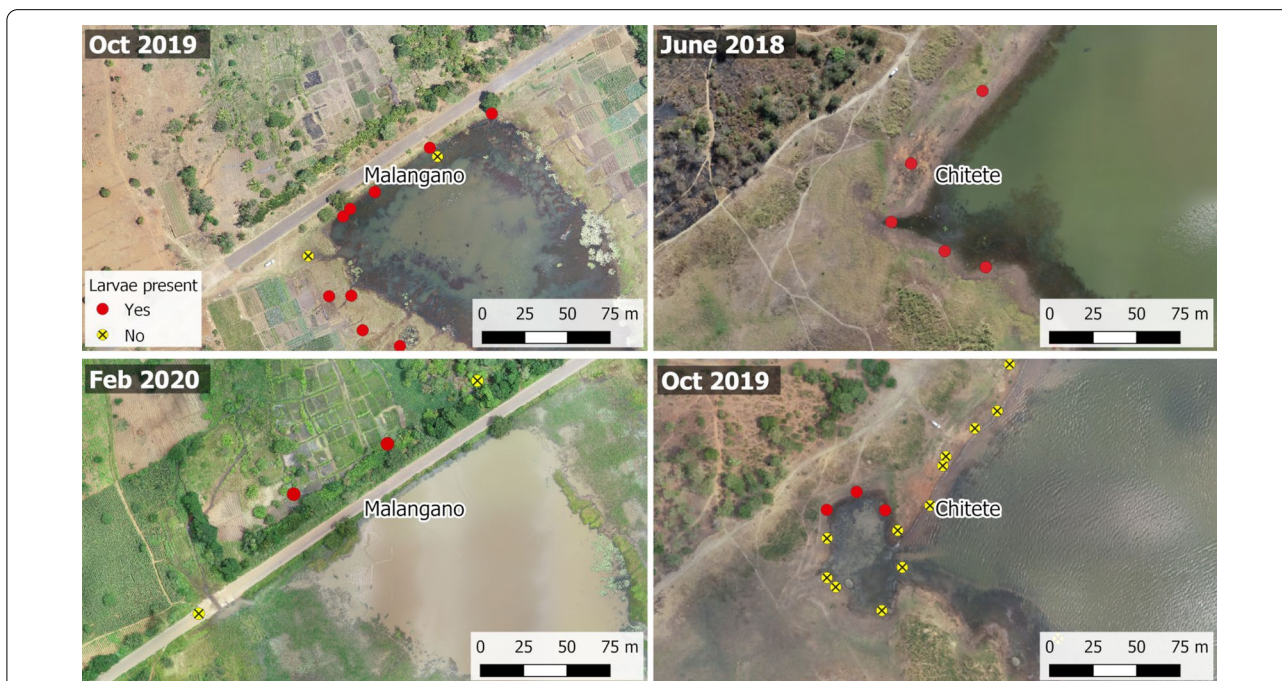 Oct 2019
Malangano
Larvae present
Yes
No
0 25 50 75 m
June 2018
Chitete
0 25 50 75 m
Feb 2020
Malangano
0 25 50 75 m
Oct 2019
Chitete
0 25 50 75 m